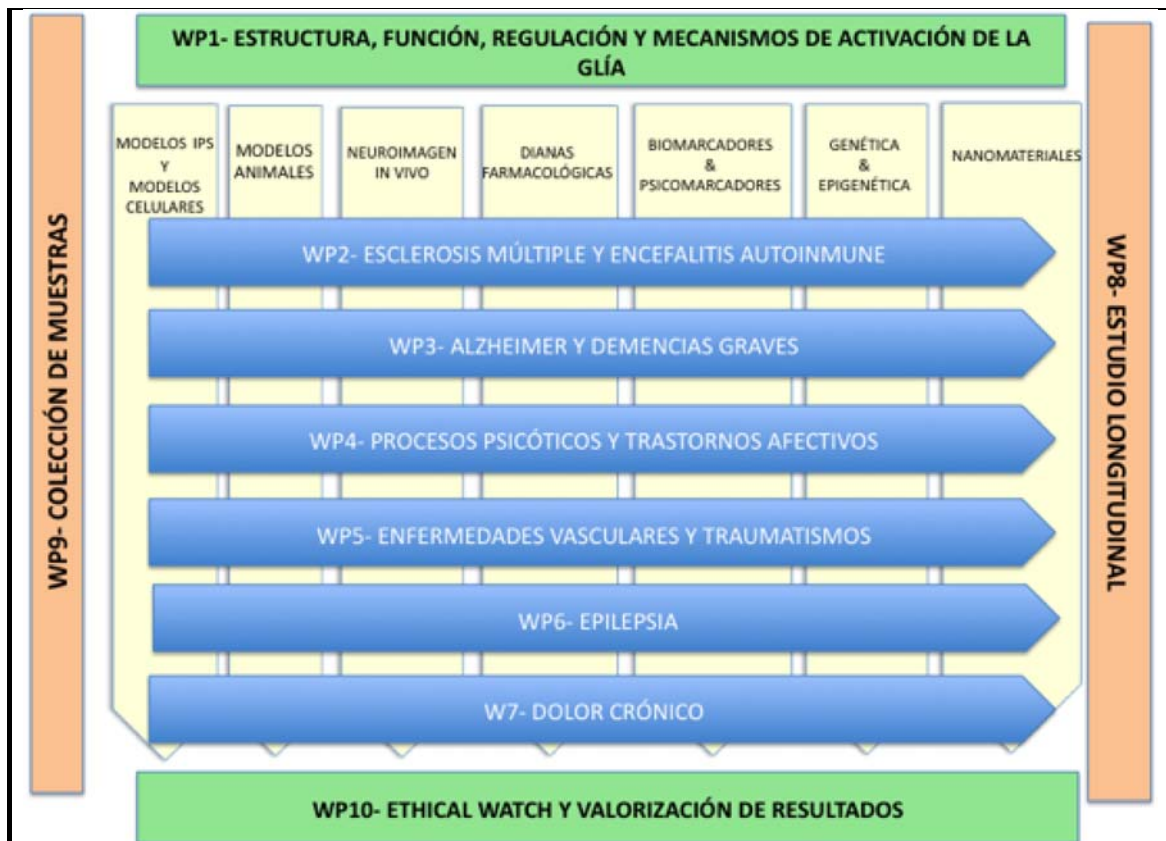 WP1- ESTRUCTURA, FUNCIÓN, REGULACIÓN Y MECANISMOS DE ACTIVACIÓN DE LA
GLÍA
WP9- COLECCIÓN DE MUESTRAS
MODELOS IPS
Y
MODELOS
CELULARES
MODELOS
ANIMALES
NEUROIMAGEN
IN VIVO
DIANAS
FARMACOLÓGICAS
BIOMARCADORES
&
PSICOMARCADORES
GENÉTICA
&
EPIGENÉTICA
NANOMATERIALES
WP2- ESCLEROSIS MÚLTIPLE Y ENCEFALITIS AUTOINMUNE
WP3- ALZHEIMER Y DEMENCIAS GRAVES
WP4- PROCESOS PSICÓTICOS Y TRASTORNOS AFECTIVOS
WP5- ENFERMEDADES VASCULARES Y TRAUMATISMOS
WP6- EPILEPSIA
W7- DOLOR CRÓNICO
WP8- ESTUDIO LONGITUDINAL
WP10- ETHICAL WATCH Y VALORIZACIÓN DE RESULTADOS